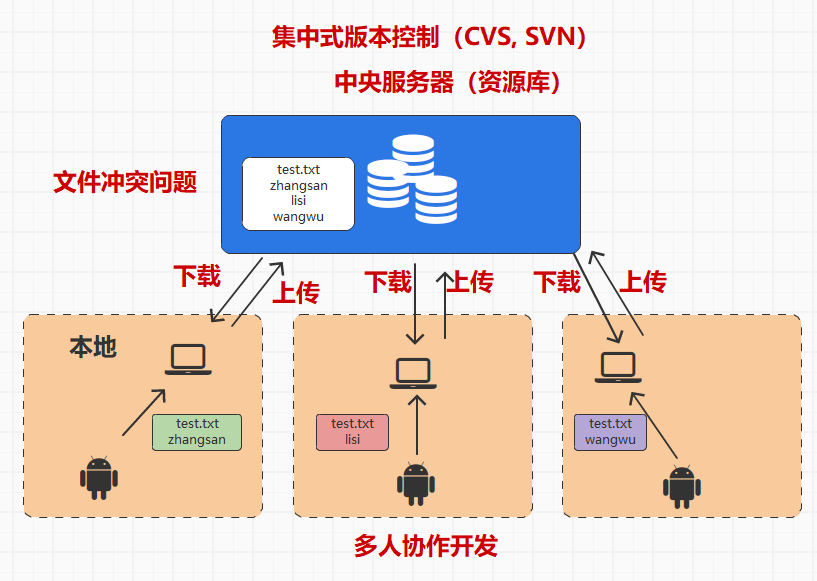 集中式版本控制（CVS, SVN）
中央服务器（资源库）
文件冲突问题
test.txt
zhangsan
lisi
wangwu
下载
上传
下载
上传
下载
上传
本地
test.txt
zhangsan
test.txt
lisi
test.txt
wangwu
多人协作开发